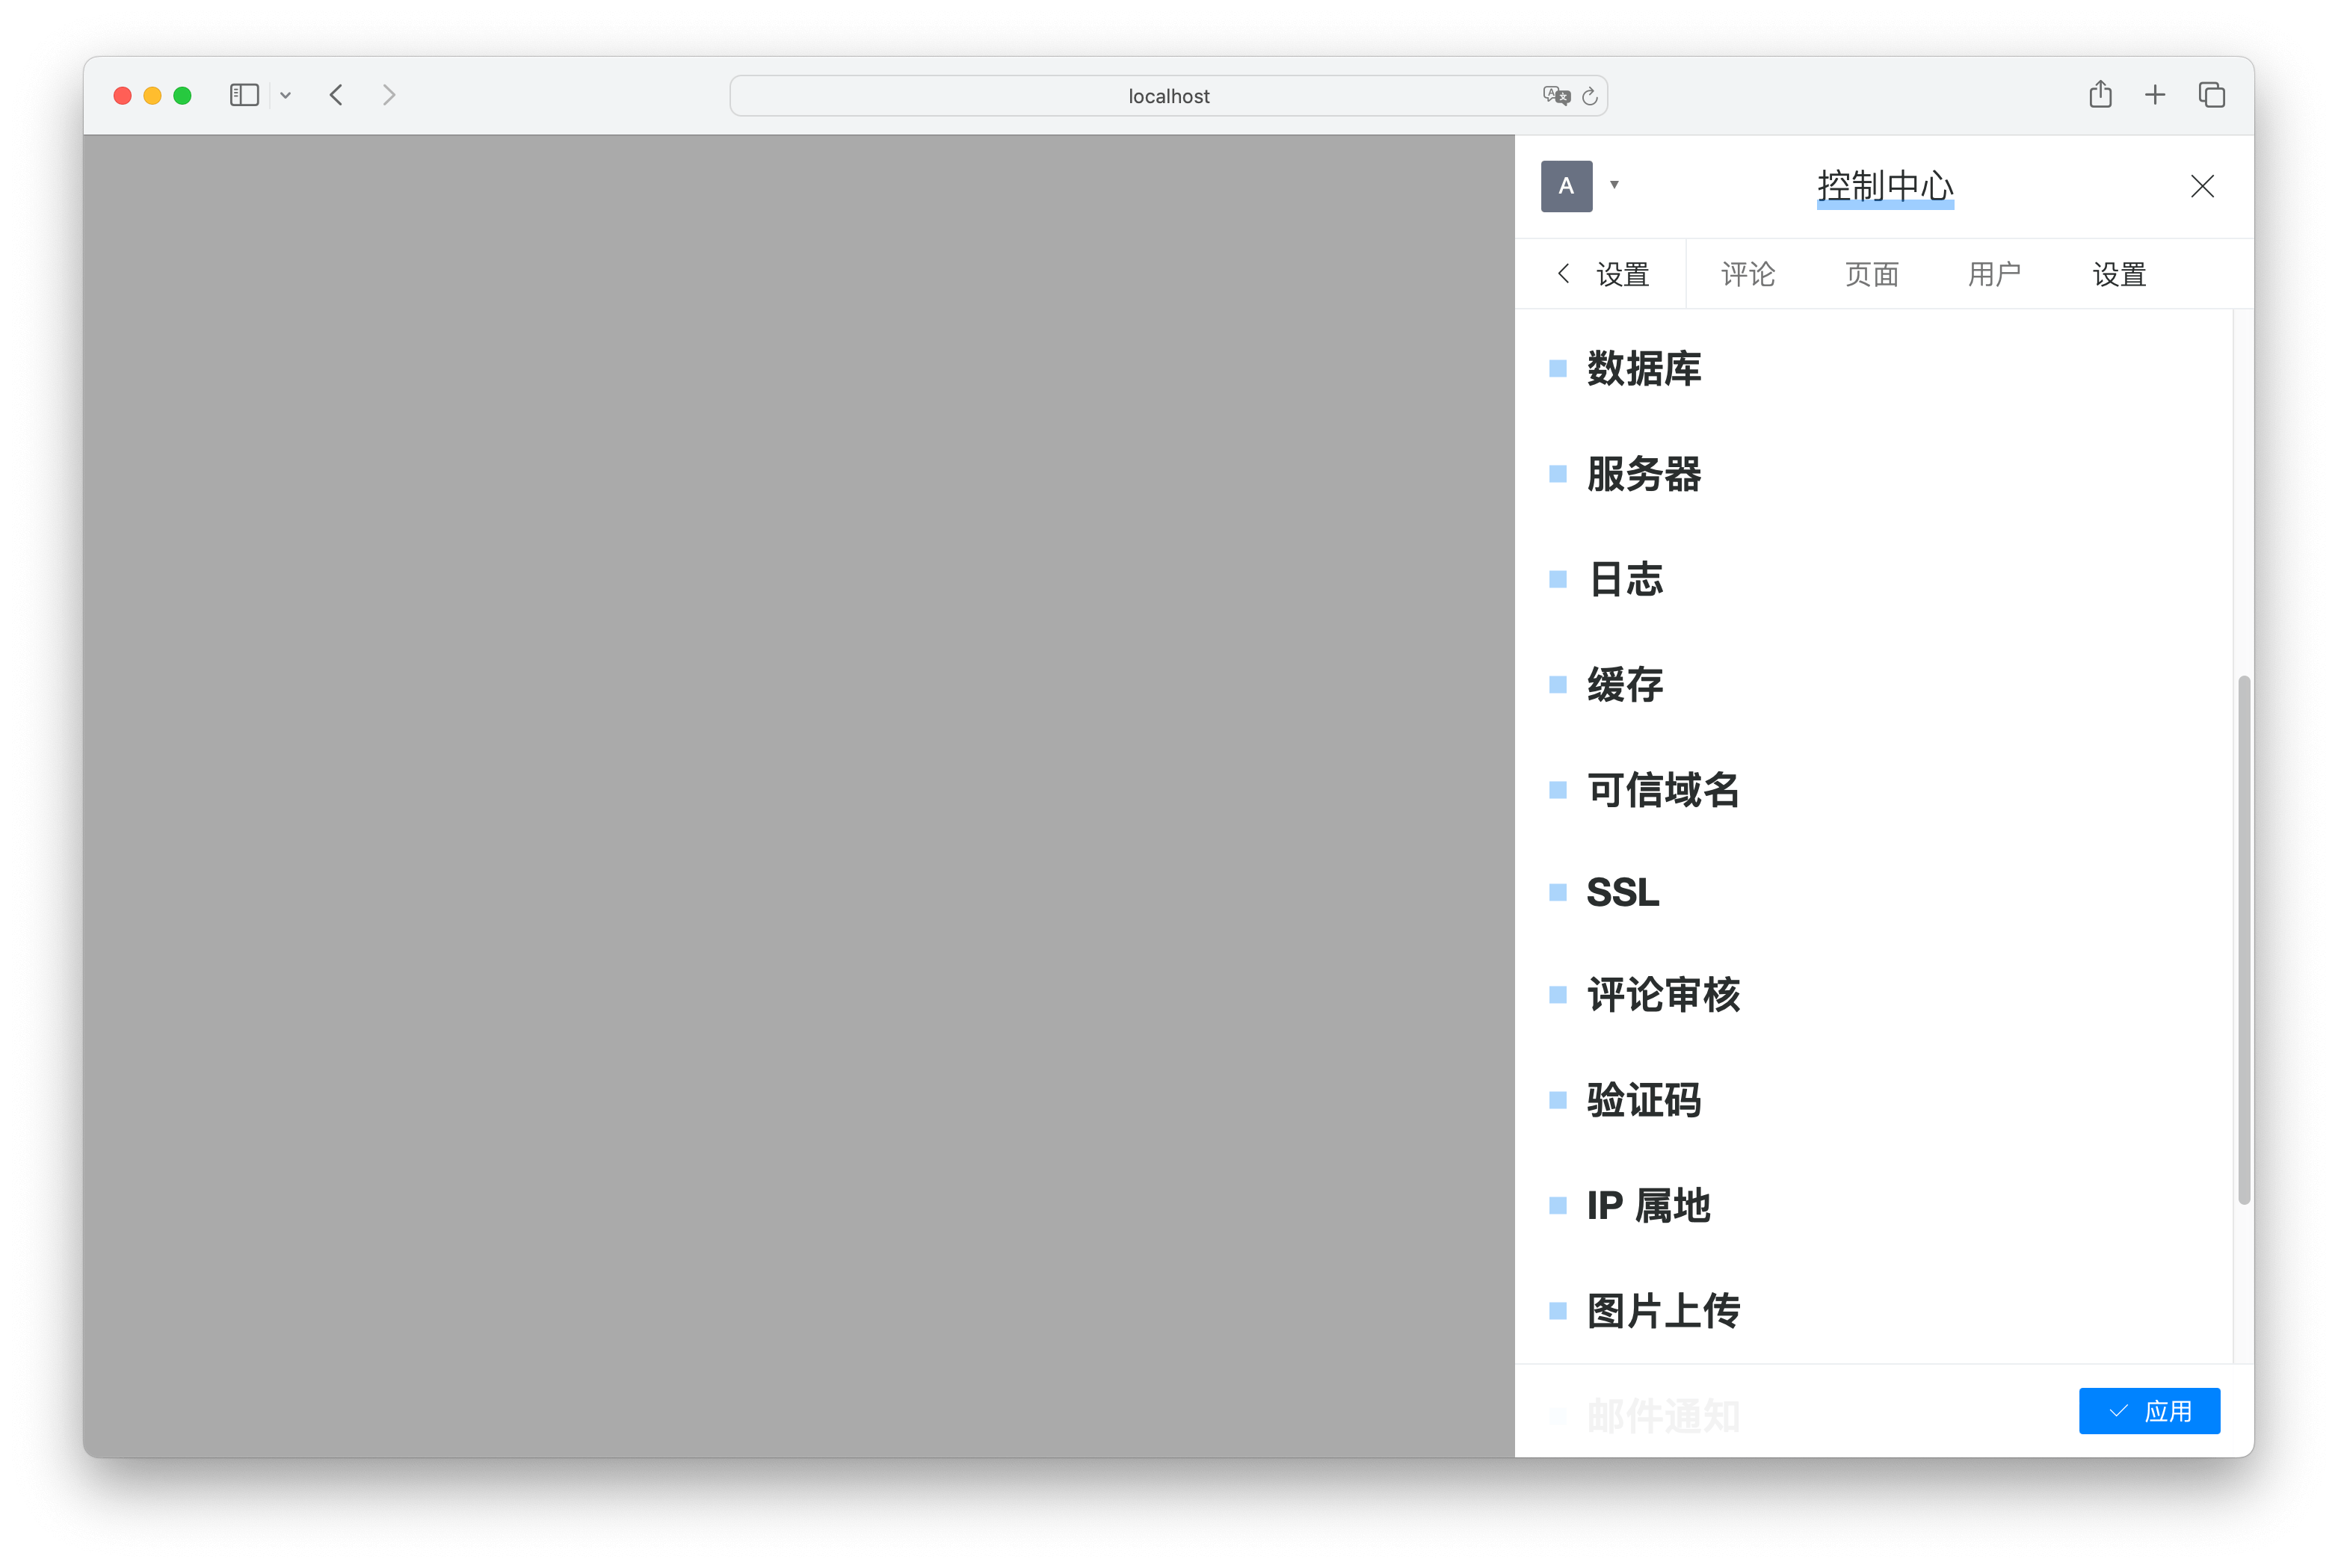 localhost
A 控制中心
设置 评论 页面 用户 设置
数据库
服务器
日志
缓存
可信域名
SSL
评论审核
验证码
IP 属地
图片上传
邮件通知
应用